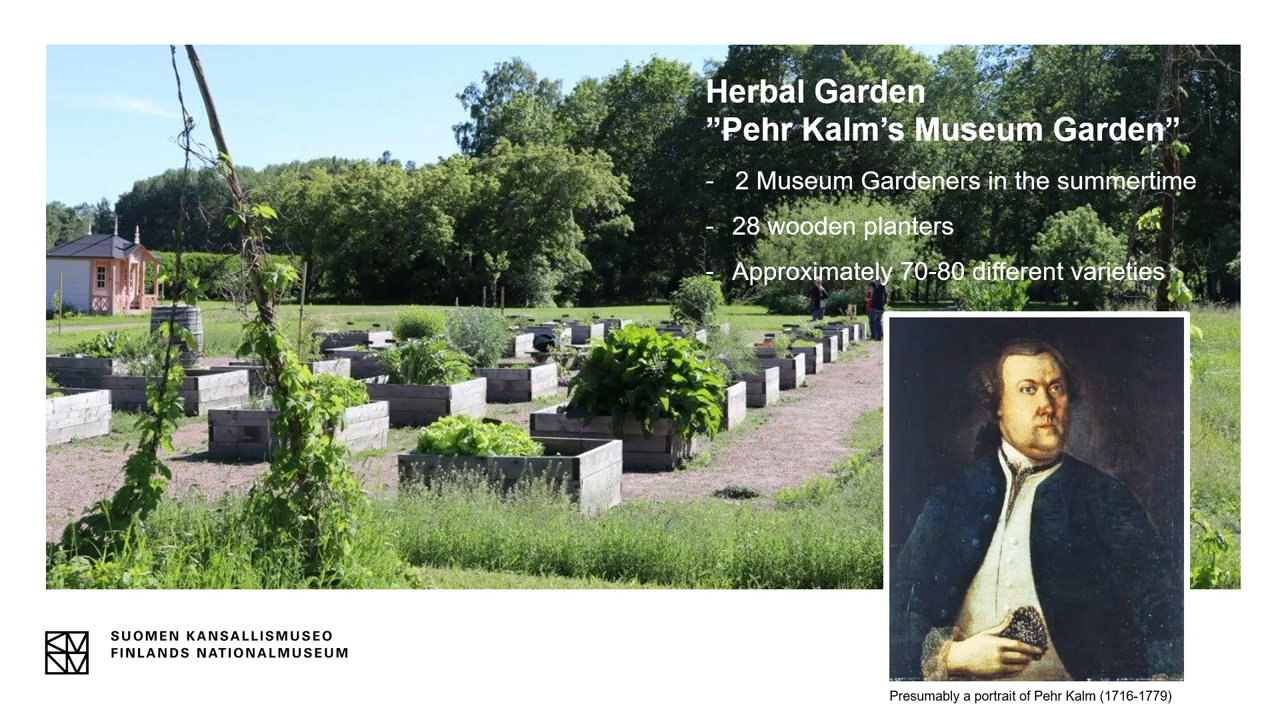 Herbal Garden
”Pehr Kalm’s Museum Garden”
- 2 Museum Gardeners in the summertime
- 28 wooden planters
- Approximately 70-80 different varieties
SUOMEN KANSALLISMUSEO
FINLANDS NATIONALMUSEUM
Presumably a portrait of Pehr Kalm (1716-1779)